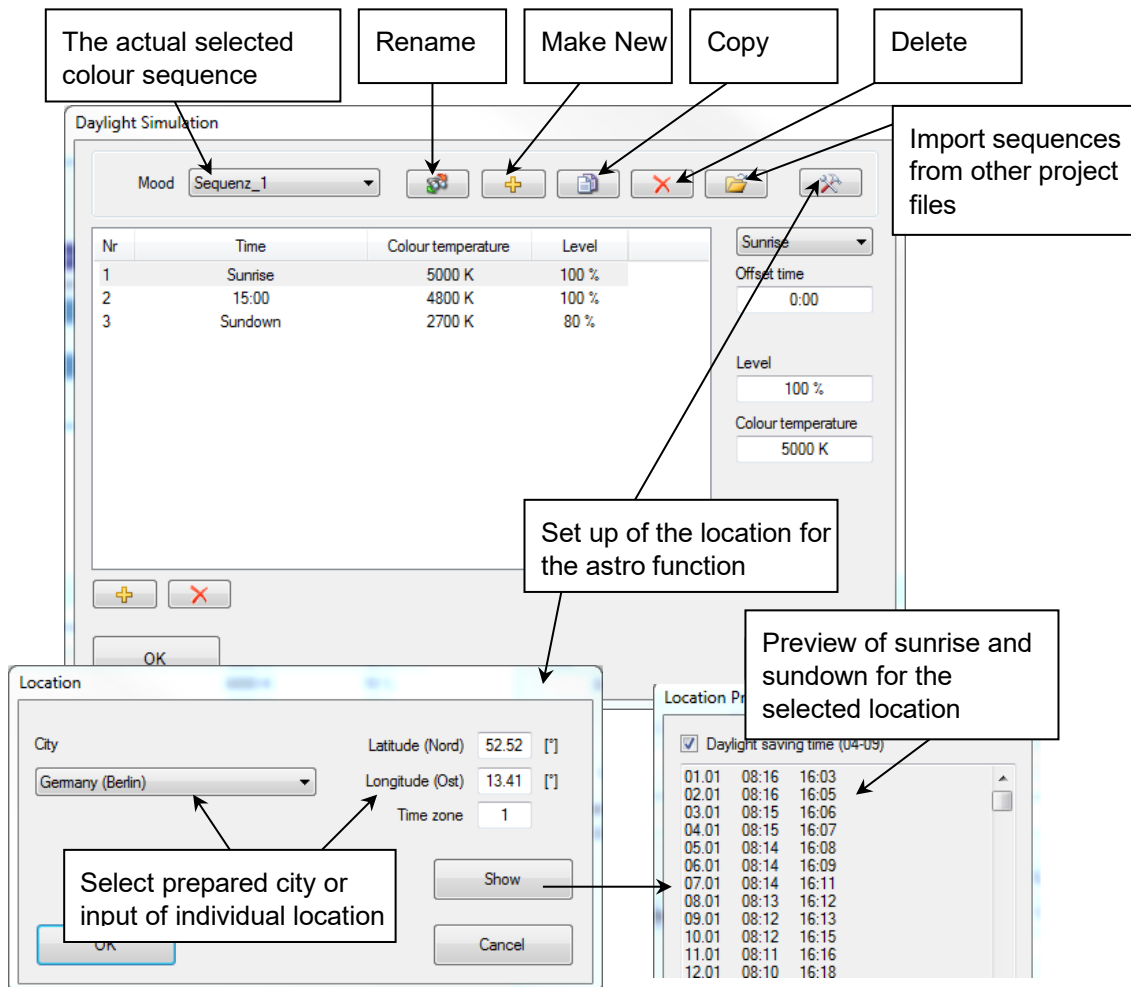 The actual selected
colour sequence
Rename
Make New
Copy
Delete
Import sequences
from other project
files
Daylight Simulation
Mood Sequenz_1
Nr Time Colour temperature Level
1 Sunrise 5000 K 100 %
2 15:00 4800 K 100 %
3 Sundown 2700 K 80 %
Sunrise
Offset time
0:00
Level
100 %
Colour temperature
5000 K
Set up of the location for
the astro function
OK
Preview of sunrise and
sundown for the
selected location
Location
City
Germany (Berlin)
Latitude (Nord) 52.52 [°]
Longitude (Ost) 13.41 [°]
Time zone 1
Select prepared city or
input of individual location
Show
OK
Cancel
Location
Daylight saving time (04-09)
01.01 08:16 16:03
02.01 08:16 16:05
03.01 08:15 16:06
04.01 08:15 16:07
05.01 08:14 16:08
06.01 08:14 16:09
07.01 08:14 16:11
08.01 08:13 16:12
09.01 08:12 16:13
10.01 08:12 16:15
11.01 08:11 16:16
12.01 08:10 16:18